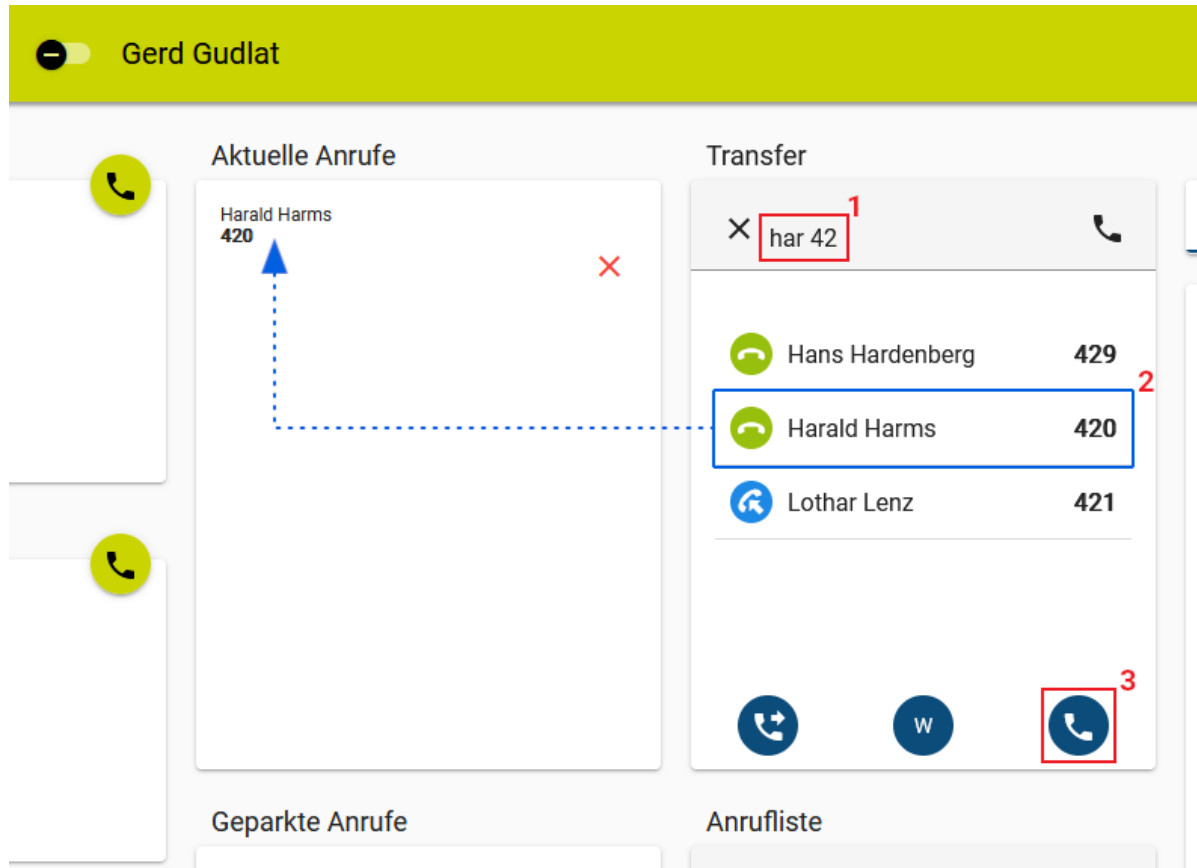 Gerd Gudlat
Aktuelle Anrufe
Harald Harms
420
Transfer
1
har 42
Hans Hardenberg 429
2
Harald Harms 420
Lothar Lenz 421
3
W
Geparkte Anrufe
Anrufliste